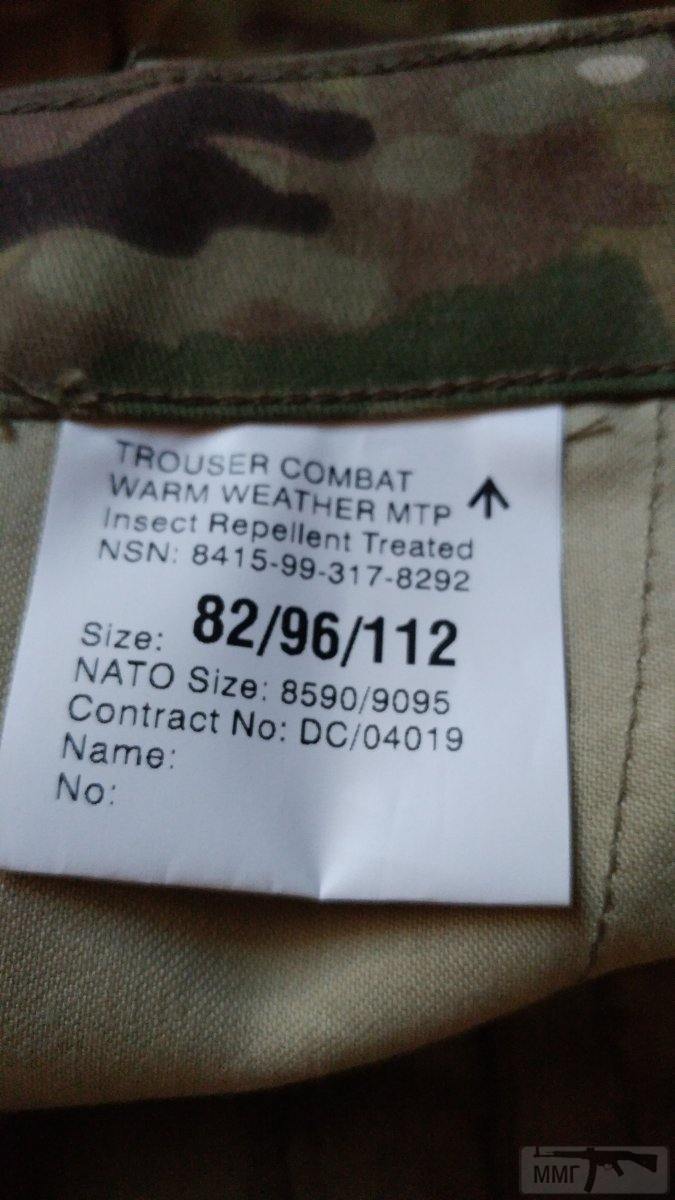 TROUSER COMBAT
WARM WEATHER MTP
Insect Repellent Treated
NSN: 8415-99-317-8292
Size: 82/96/112
NATO Size: 8590/9095
Contract No: DC/04019
Name:
No:
ММГ